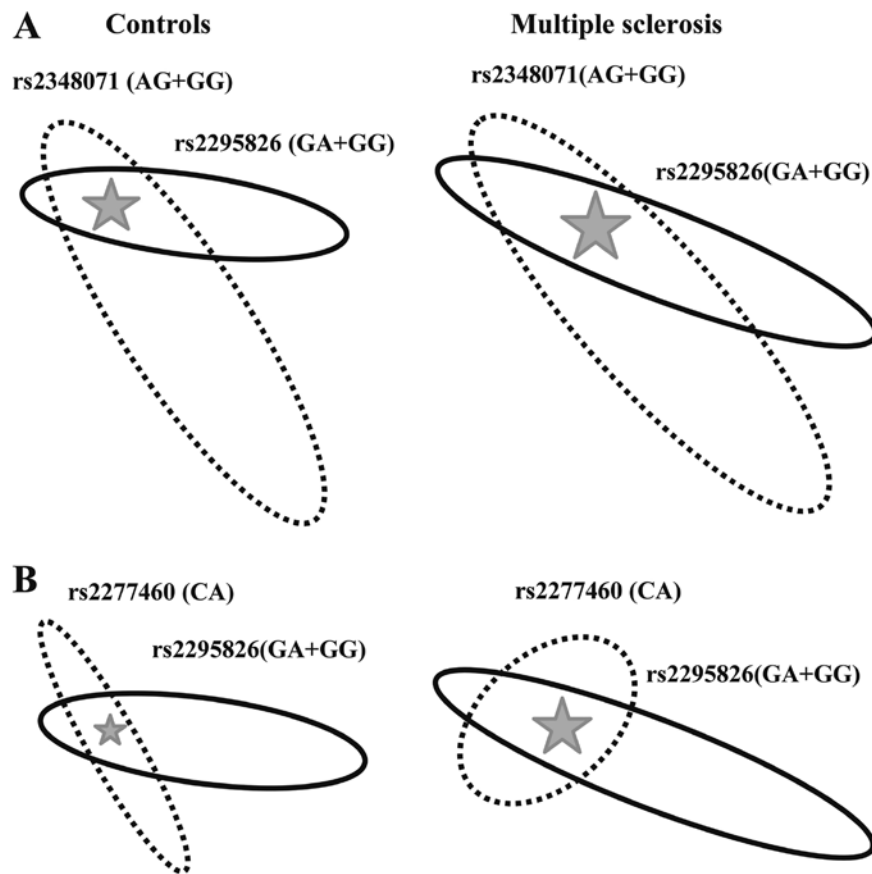 A Controls Multiple sclerosis
rs2348071 (AG+GG) rs2348071(AG+GG)
rs2295826 (GA+GG) rs2295826(GA+GG)
B rs2277460 (CA) rs2277460 (CA)
rs2295826(GA+GG) rs2295826(GA+GG)